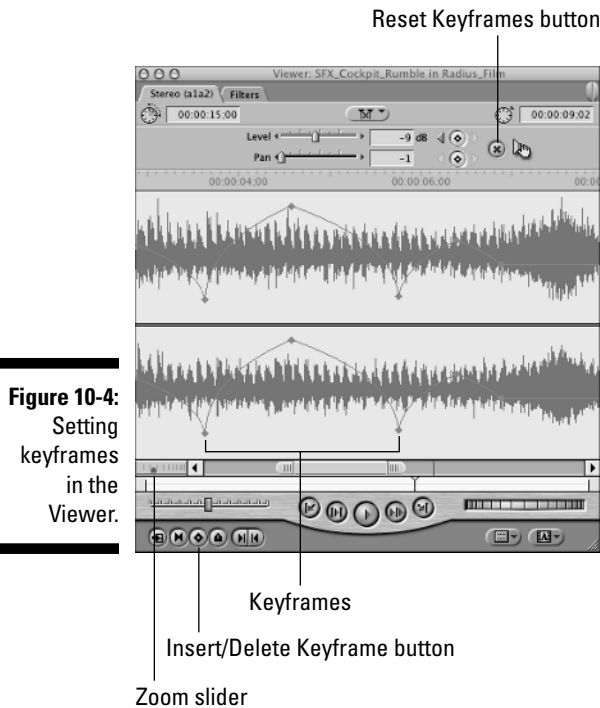 Reset Keyframes button
Viewer: SFX_Cockpit_Rumble in Radius_Film
Stereo (a1a2) Filters
00:00:15;00 00:00:09;02
Level -9 dB
Pan -1
00:00:04;00 00:00:06;00 00:0
Figure 10-4:
Setting
keyframes
in the
Viewer.
Keyframes
Insert/Delete Keyframe button
Zoom slider